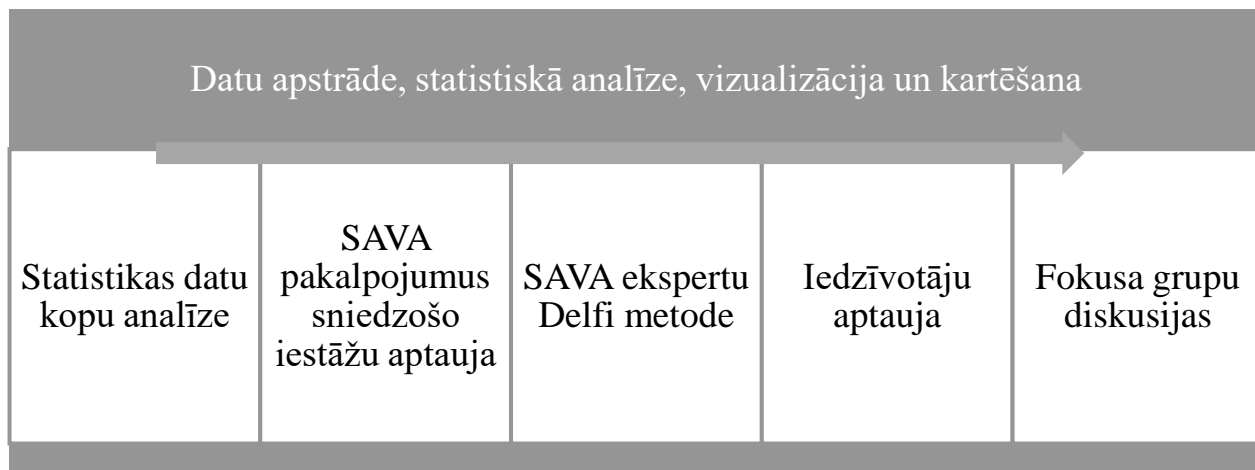 Datu apstrāde, statistiskā analīze, vizualizācija un kartēšana
Statistikas datu
kopu analīze
SAVA
pakalpojumus
sniedzošo
iestāžu aptauja
SAVA ekspertu
Delfi metode
Iedzīvotāju
aptauja
Fokusa grupu
diskusijas